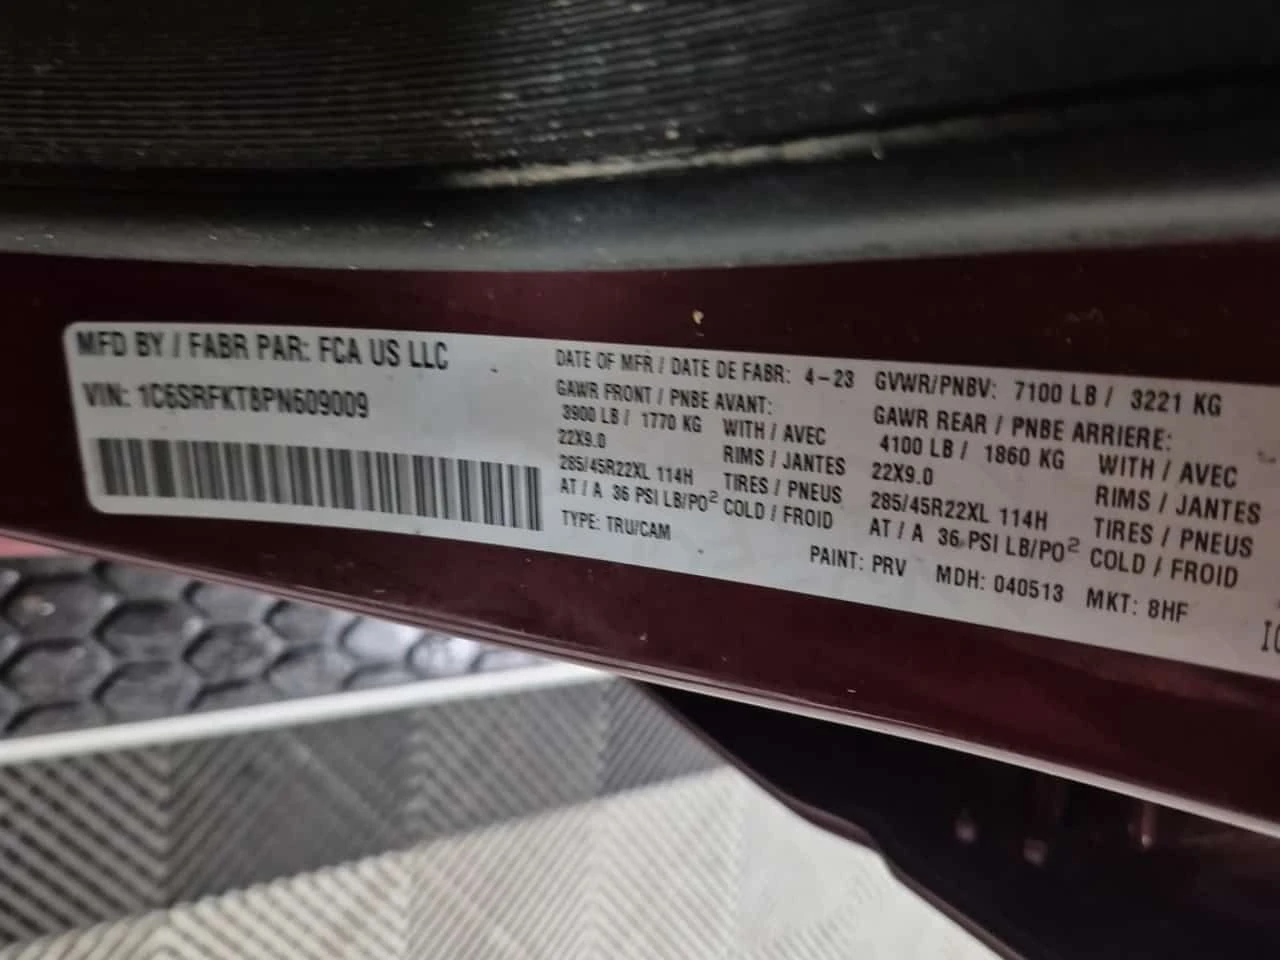 MFD BY / FABR PAR: FCA US LLC
VIN: 1C6SRFKT8PN609009
DATE OF MFR / DATE DE FABR: 4-23 GVWR/PNBV: 7100 LB / 3221 KG
GAWR FRONT / PNBE AVANT: GAWR REAR / PNBE ARRIERE:
3900 LB / 1770 KG WITH / AVEC 4100 LB / 1860 KG WITH / AVEC
22X9.0 RIMS / JANTES 22X9.0 RIMS / JANTES
285/45R22XL 114H TIRES / PNEUS 285/45R22XL 114H TIRES / PNEUS
AT / A 36 PSI LB/PO² COLD / FROID AT / A 36 PSI LB/PO² COLD / FROID
TYPE: TRU/CAM PAINT: PRV MDH: 040513 MKT: 8HF